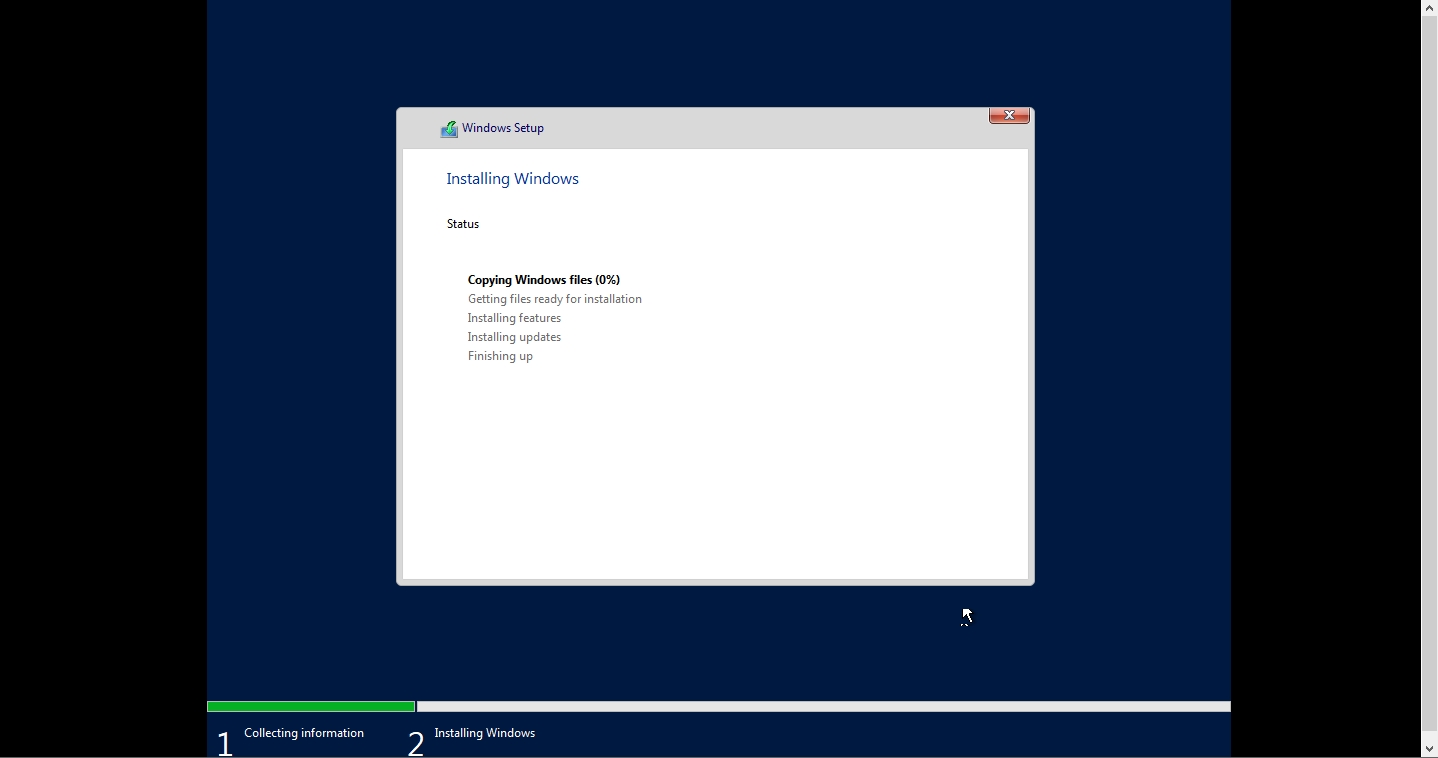 Windows Setup
Installing Windows
Status
Copying Windows files (0%)
Getting files ready for installation
Installing features
Installing updates
Finishing up
1 Collecting information 2 Installing Windows